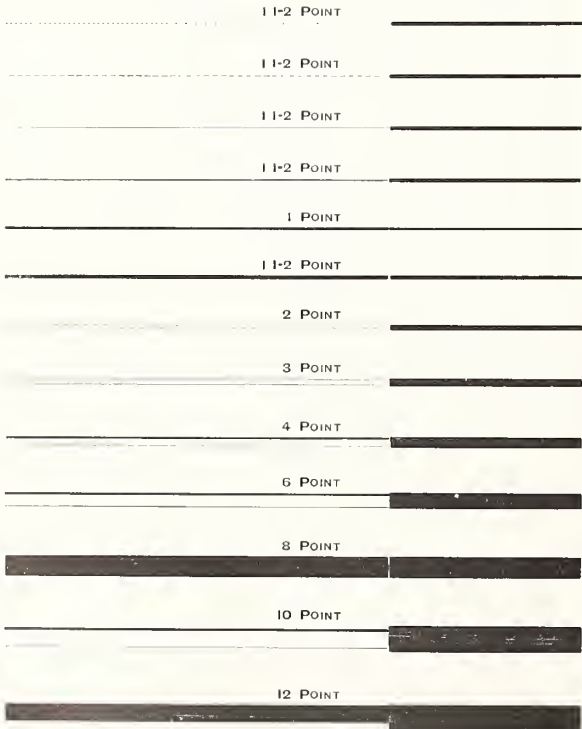 1 1-2 Point
1 1-2 Point
1 1-2 Point
1 1-2 Point
1 Point
1 1-2 Point
2 Point
3 Point
4 Point
6 Point
8 Point
10 Point
12 Point